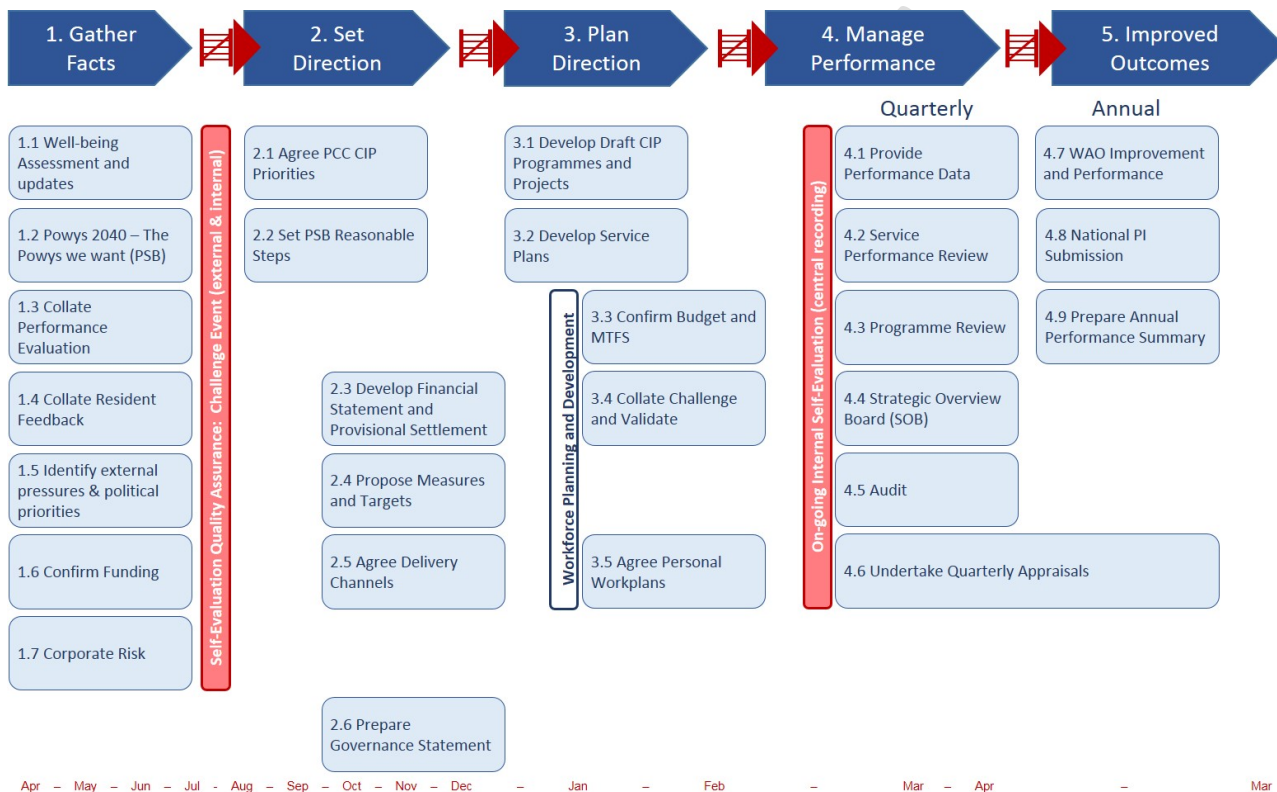 1. Gather
Facts
2. Set
Direction
3. Plan
Direction
4. Manage
Performance
5. Improved
Outcomes
Quarterly
Annual
1.1 Well-being
Assessment and
updates
1.2 Powys 2040 – The
Powys we want (PSB)
1.3 Collate
Performance
Evaluation
1.4 Collate Resident
Feedback
1.5 Identify external
pressures & political
priorities
1.6 Confirm Funding
1.7 Corporate Risk
Self-Evaluation Quality Assurance: Challenge Event (external & internal)
2.1 Agree PCC CIP
Priorities
2.2 Set PSB Reasonable
Steps
2.3 Develop Financial
Statement and
Provisional Settlement
2.4 Propose Measures
and Targets
2.5 Agree Delivery
Channels
2.6 Prepare
Governance Statement
3.1 Develop Draft CIP
Programmes and
Projects
3.2 Develop Service
Plans
Workforce Planning and Development
3.3 Confirm Budget and
MTFS
3.4 Collate Challenge
and Validate
3.5 Agree Personal
Workplans
On-going Internal Self-Evaluation (central recording)
4.1 Provide
Performance Data
4.2 Service
Performance Review
4.3 Programme Review
4.4 Strategic Overview
Board (SOB)
4.5 Audit
4.6 Undertake Quarterly Appraisals
4.7 WAO Improvement
and Performance
4.8 National PI
Submission
4.9 Prepare Annual
Performance Summary
Apr – May – Jun – Jul - Aug – Sep – Oct – Nov – Dec – Jan – Feb – Mar – Apr – Mar